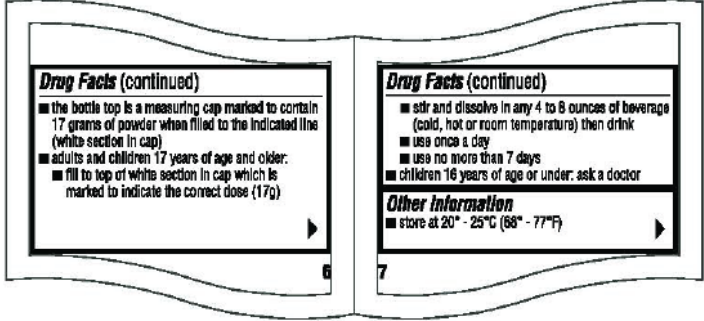 Drug Facts (continued)
■ the bottle top is a measuring cap marked to contain
17 grams of powder when filled to the indicated line
(white section in cap)
■ adults and children 17 years of age and older:
■ fill to top of white section in cap which is
marked to indicate the correct dose (17g)
6
Drug Facts (continued)
■ stir and dissolve in any 4 to 8 ounces of beverage
(cold, hot or room temperature) then drink
■ use once a day
■ use no more than 7 days
■ children 16 years of age or under: ask a doctor
Other Information
■ store at 20° - 25°C (68° - 77°F)
7